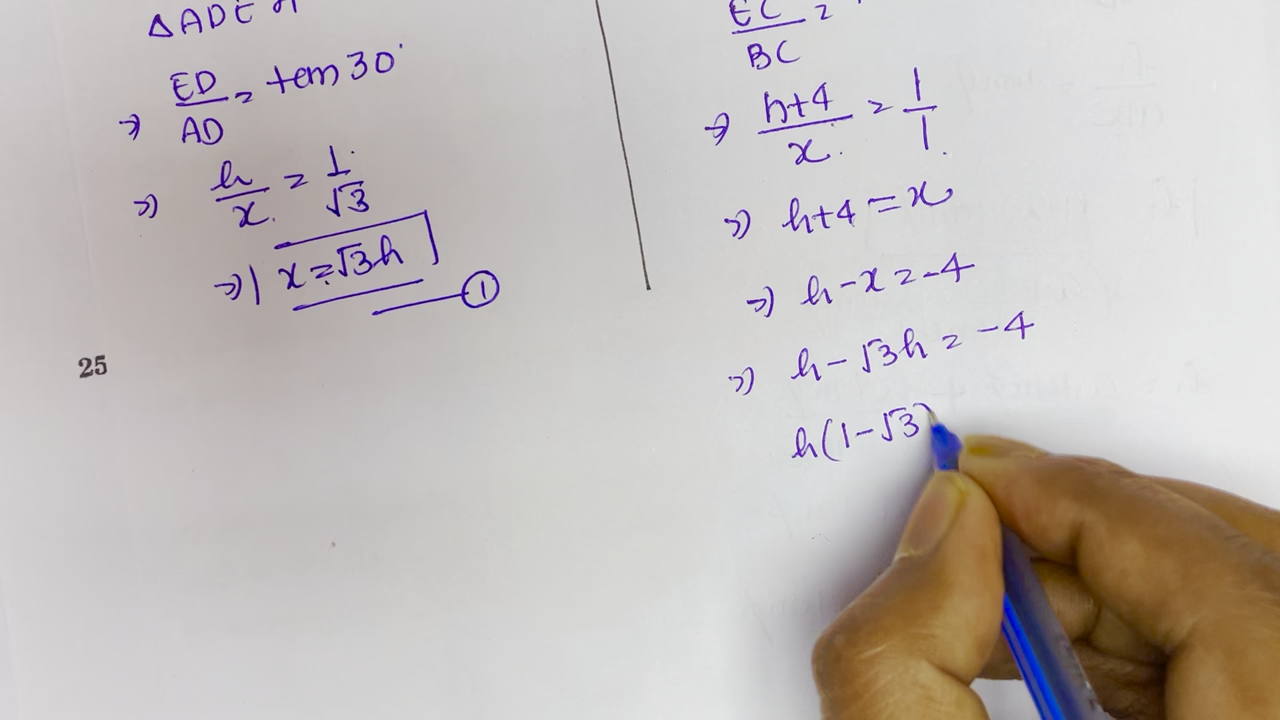 △ADE
ED/AD = tan 30°
⇒ h/x = 1/√3
⇒ x = √3h
①
25
EC/BC =
⇒ h+4/x = 1/1
⇒ h+4 = x
⇒ h-x = -4
⇒ h-√3h = -4
h(1-√3)